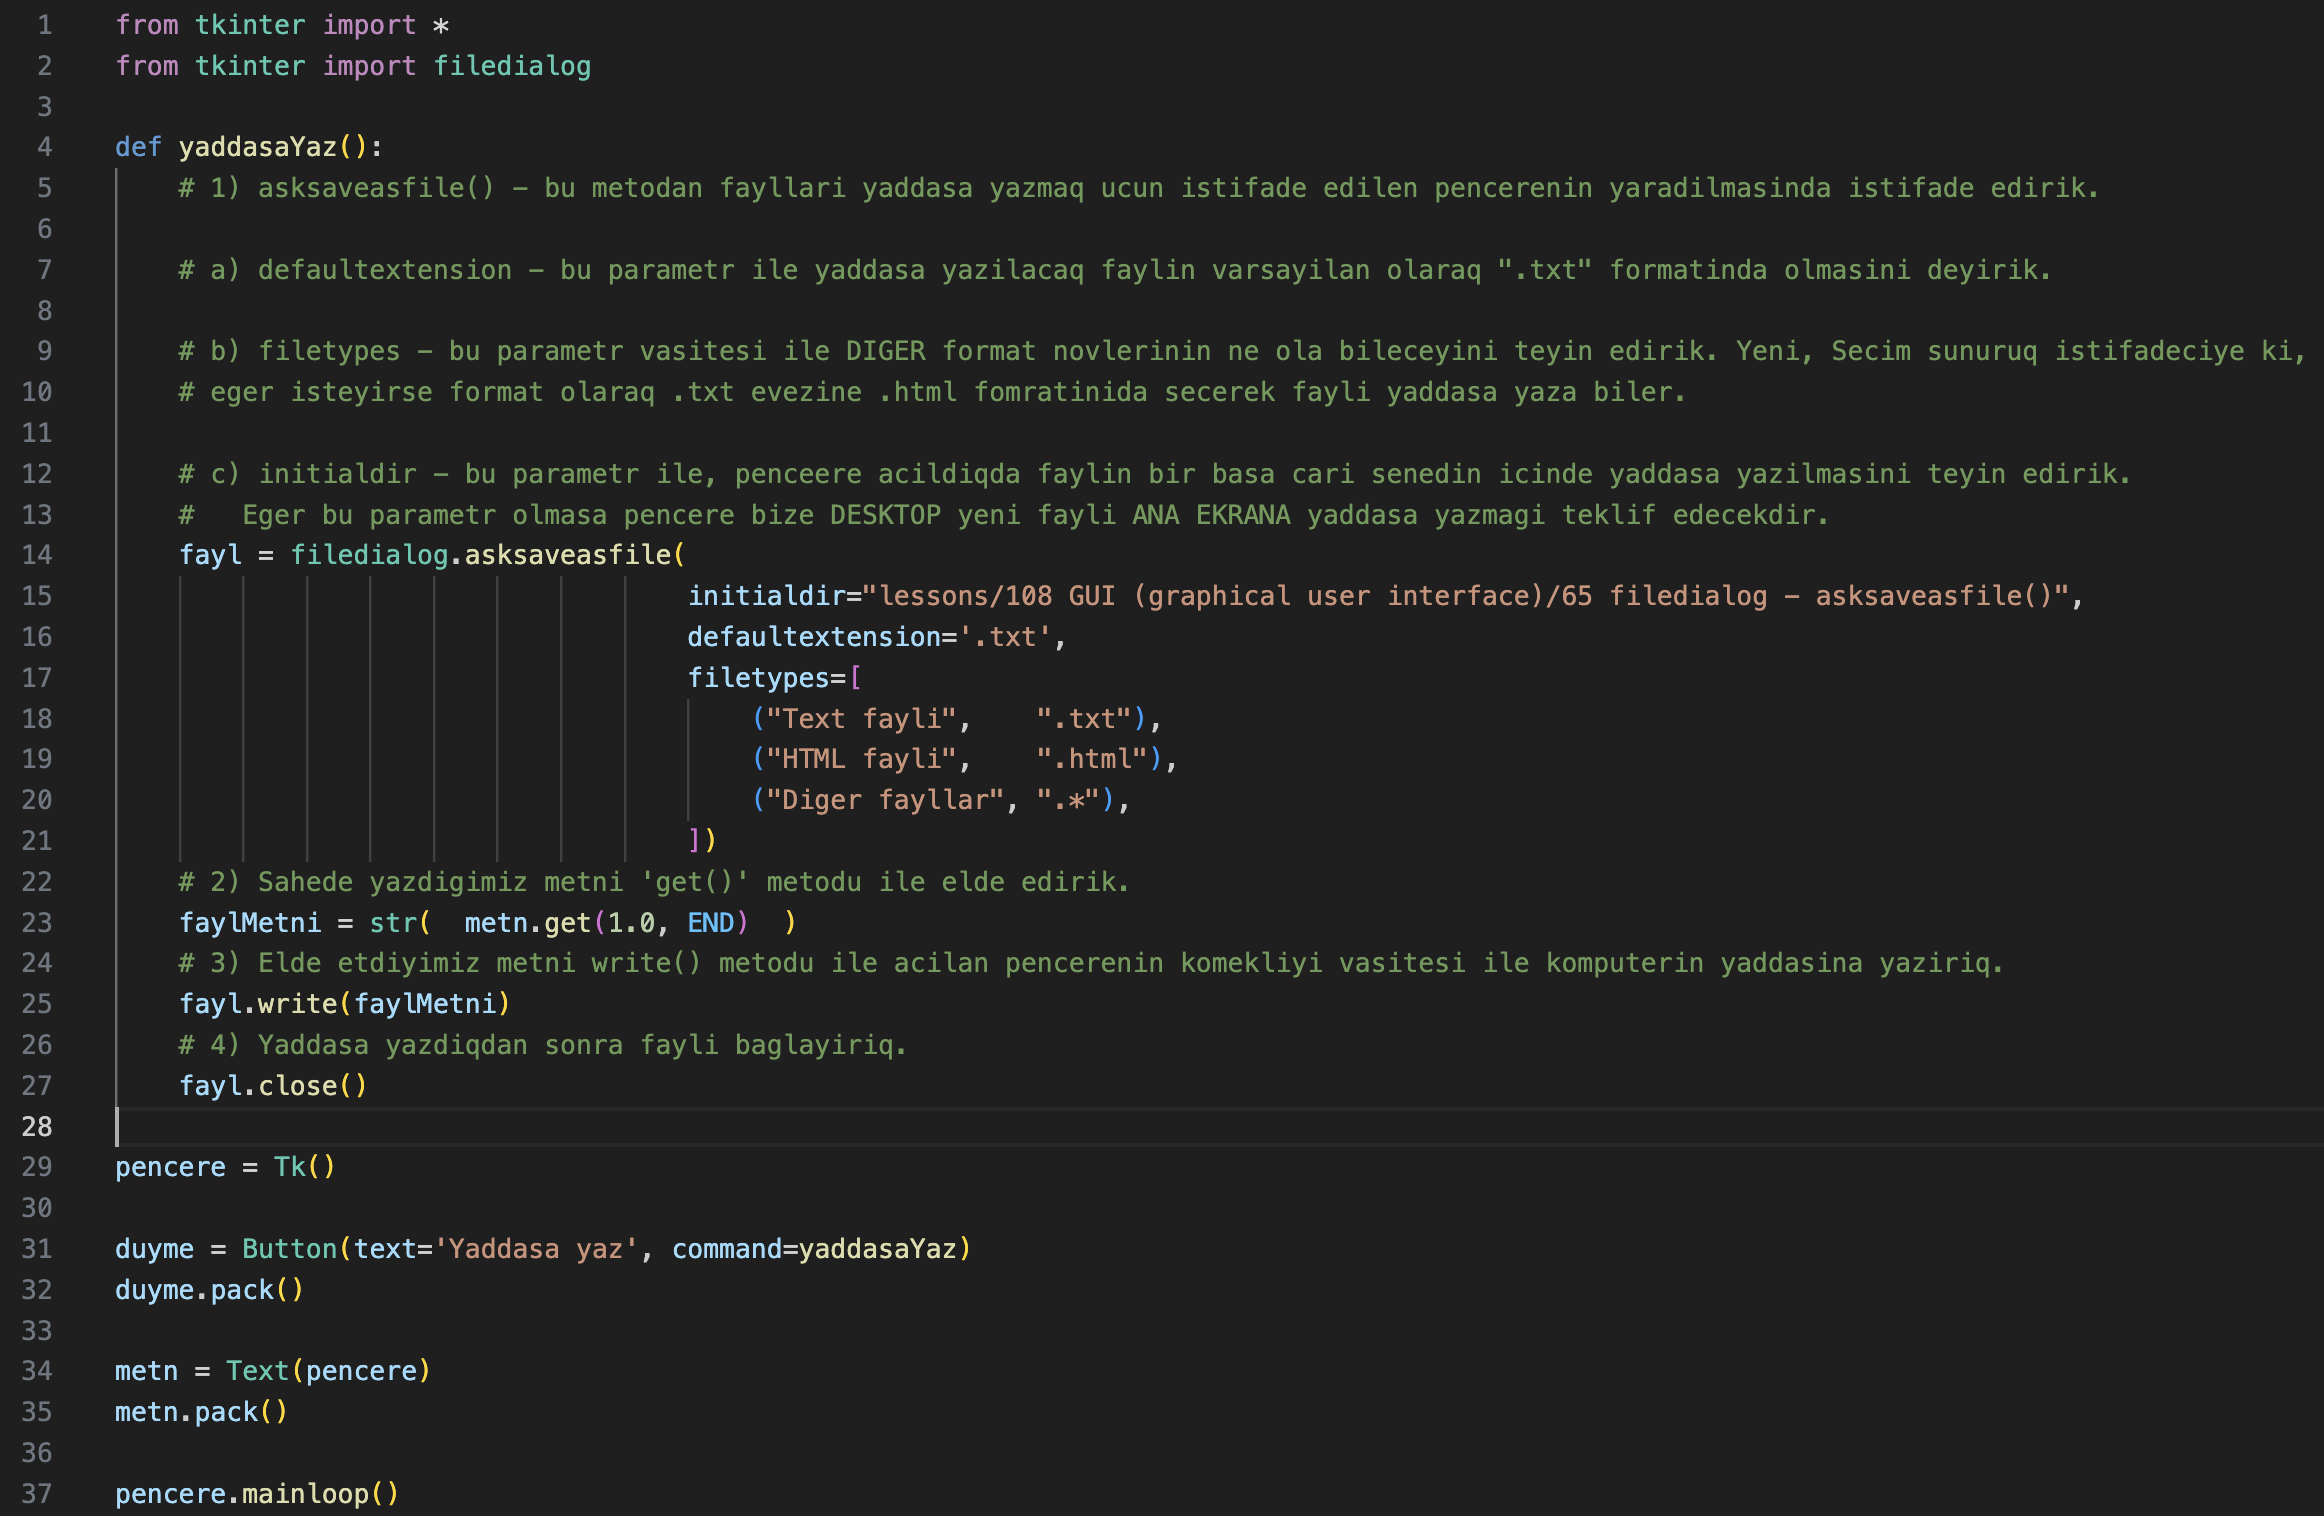 1 from tkinter import *
2 from tkinter import filedialog
3
4 def yaddasaYaz():
5     # 1) asksaveasfile() – bu metodan fayllari yaddasa yazmaq ucun istifade edilen pencerenin yaradilmasinda istifade edirik.
6
7     # a) defaultextension – bu parametr ile yaddasa yazilacaq faylin varsayilan olaraq ".txt" formatinda olmasini deyirik.
8
9     # b) filetypes – bu parametr vasitesi ile DIGER format novlerinin ne ola bileceyini teyin edirik. Yeni, Secim sunuruq istifadeciye ki,
10     # eger isteyirse format olaraq .txt evezine .html fomratinida secerek fayli yaddasa yaza biler.
11
12     # c) initialdir – bu parametr ile, penceere acildiqda faylin bir basa cari senedin icinde yaddasa yazilmasini teyin edirik.
13     #   Eger bu parametr olmasa pencere bize DESKTOP yeni fayli ANA EKRANA yaddasa yazmagi teklif edecekdir.
14     fayl = filedialog.asksaveasfile(
15                                     initialdir="lessons/108 GUI (graphical user interface)/65 filedialog – asksaveasfile()",
16                                     defaultextension='.txt',
17                                     filetypes=[
18                                         ("Text fayli",    ".txt"),
19                                         ("HTML fayli",    ".html"),
20                                         ("Diger fayllar", ".*"),
21                                     ])
22     # 2) Sahede yazdigimiz metni 'get()' metodu ile elde edirik.
23     faylMetni = str(  metn.get(1.0, END)  )
24     # 3) Elde etdiyimiz metni write() metodu ile acilan pencerenin komekliyi vasitesi ile komputerin yaddasina yaziriq.
25     fayl.write(faylMetni)
26     # 4) Yaddasa yazdiqdan sonra fayli baglayiriq.
27     fayl.close()
28
29 pencere = Tk()
30
31 duyme = Button(text='Yaddasa yaz', command=yaddasaYaz)
32 duyme.pack()
33
34 metn = Text(pencere)
35 metn.pack()
36
37 pencere.mainloop()